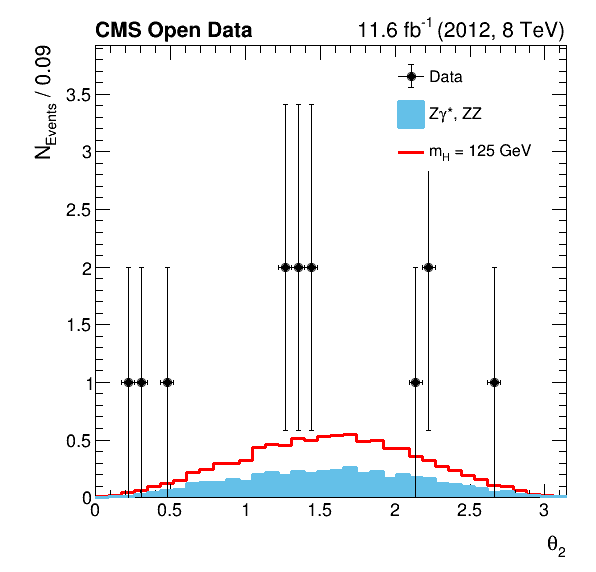 CMS Open Data 11.6 fb⁻¹ (2012, 8 TeV)
N_Events / 0.09
Data
Zγ*, ZZ
m_H = 125 GeV
3.5
3
2.5
2
1.5
1
0.5
0
0 0.5 1 1.5 2 2.5 3
θ₂